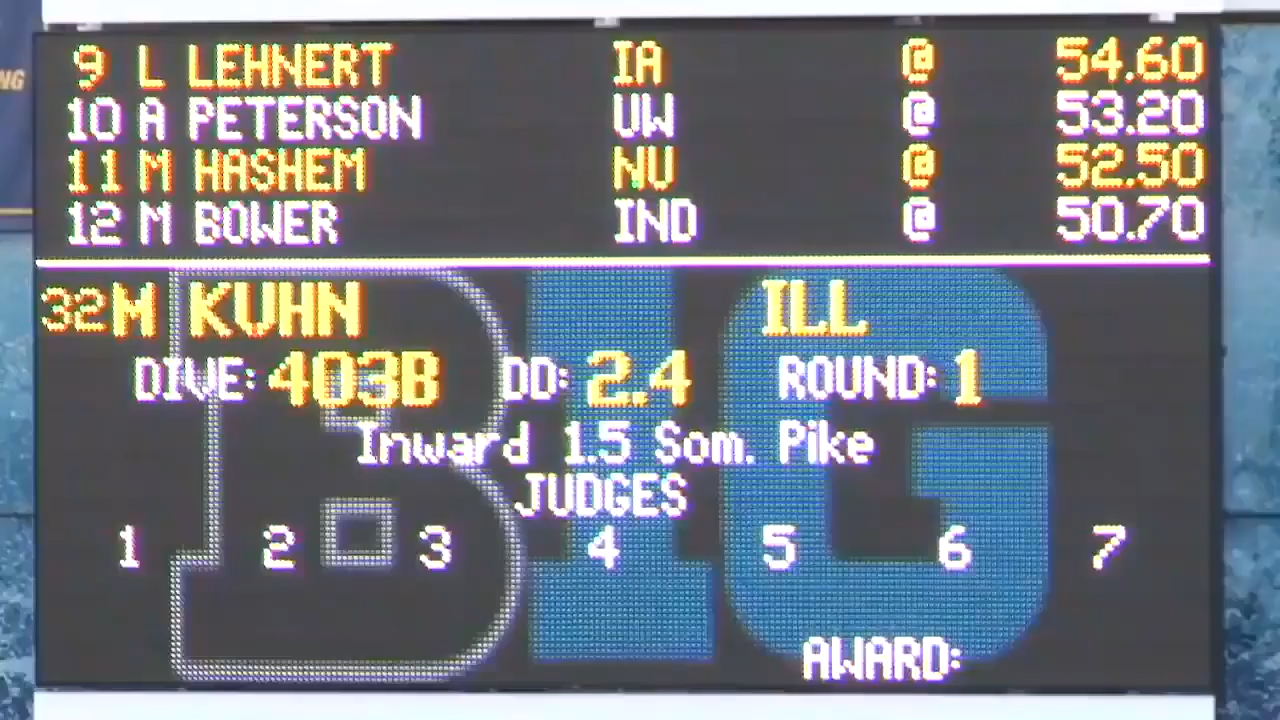 9 L LEHNERT IA @ 54.60
10 A PETERSON UW @ 53.20
11 M HASHEM NU @ 52.50
12 M BOWER IND @ 50.70
32 M KUHN ILL
DIVE: 403B DD: 2.4 ROUND: 1
Inward 1.5 Som. Pike
JUDGES
1 2 3 4 5 6 7
AWARD:
BIG
NG